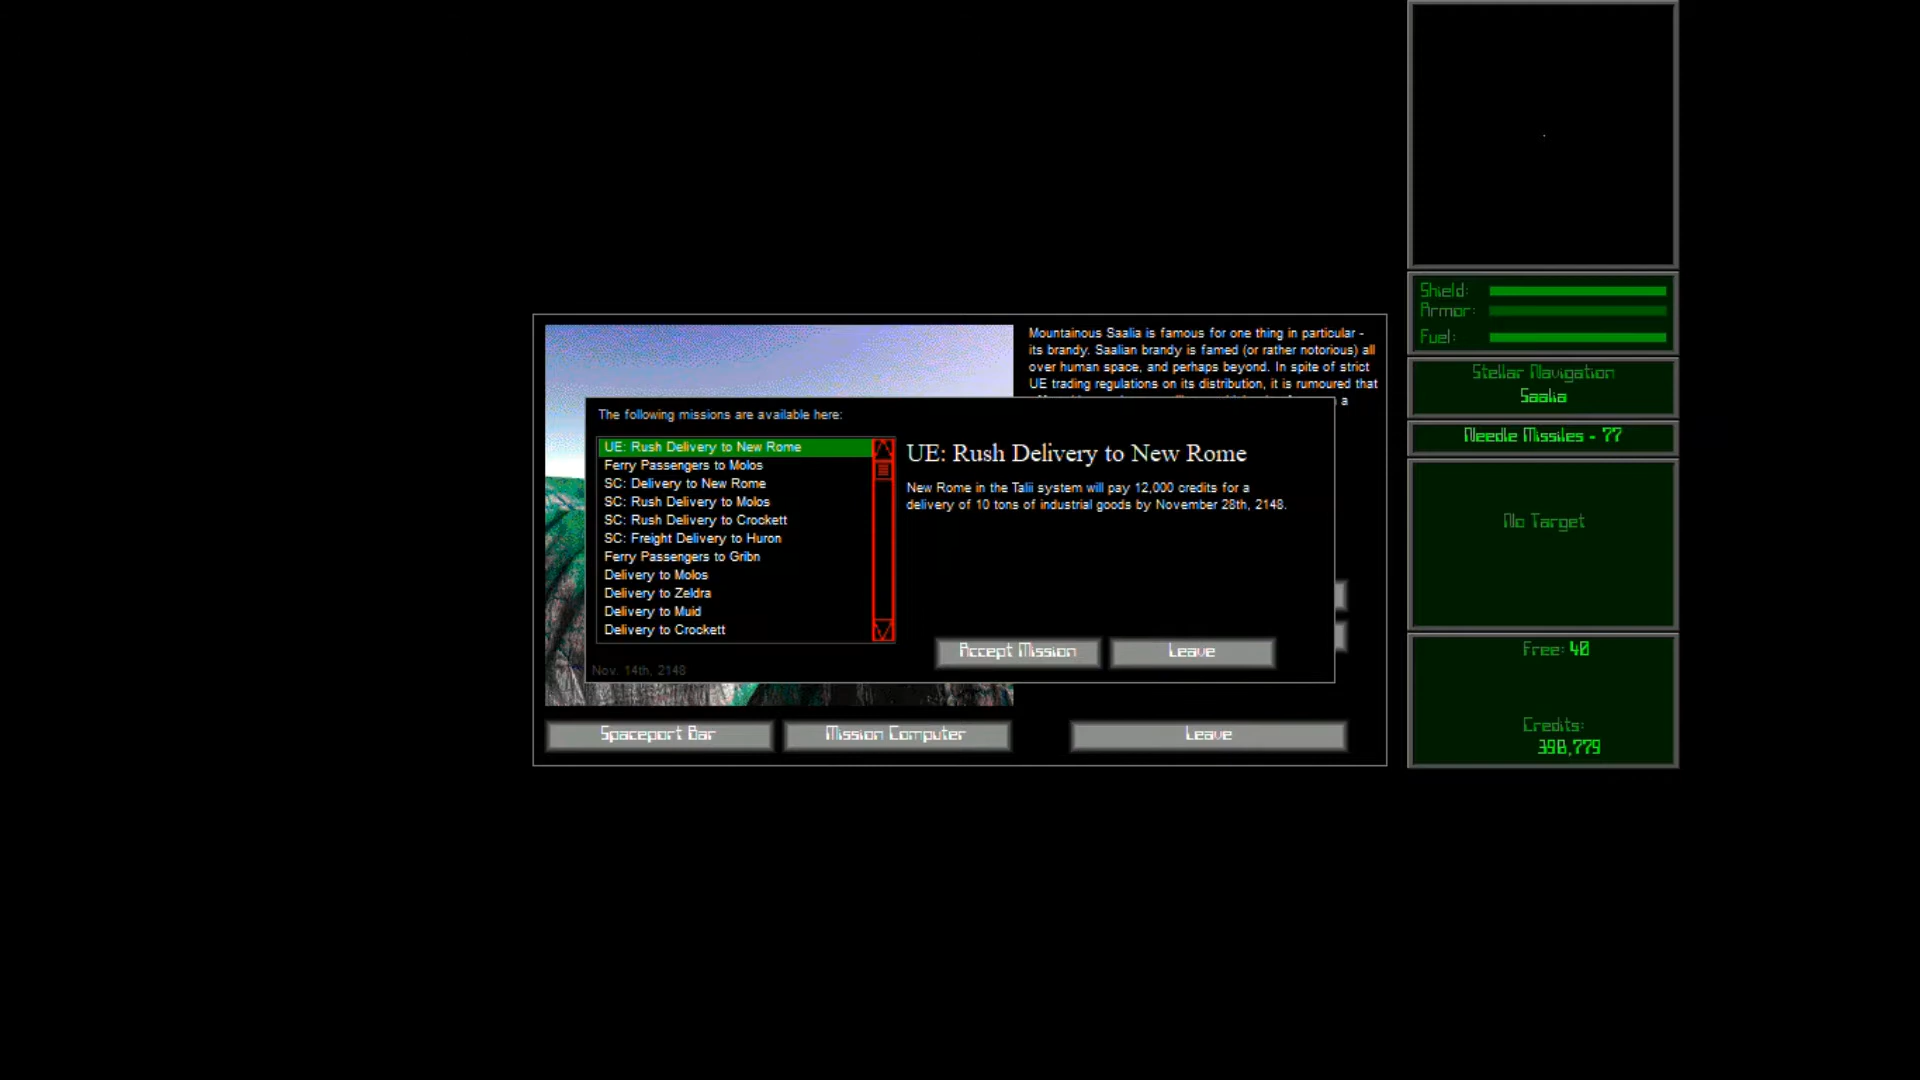 Mountainous Saalia is famous for one thing in particular -
its brandy. Saalian brandy is famed (or rather notorious) all
over human space, and perhaps beyond. In spite of strict
UE trading regulations on its distribution, it is rumoured that
a
The following missions are available here:
UE: Rush Delivery to New Rome
Ferry Passengers to Molos
SC: Delivery to New Rome
SC: Rush Delivery to Molos
SC: Rush Delivery to Crockett
SC: Freight Delivery to Huron
Ferry Passengers to Gribn
Delivery to Molos
Delivery to Zeldra
Delivery to Muid
Delivery to Crockett
Nov. 14th, 2148
UE: Rush Delivery to New Rome
New Rome in the Talii system will pay 12,000 credits for a
delivery of 10 tons of industrial goods by November 28th, 2148.
Accept Mission
Leave
Spaceport Bar
Mission Computer
Leave
Shield:
Armor:
Fuel:
Stellar Navigation
Saalia
Needle Missiles - 77
No Target
Free: 40
Credits:
398,779